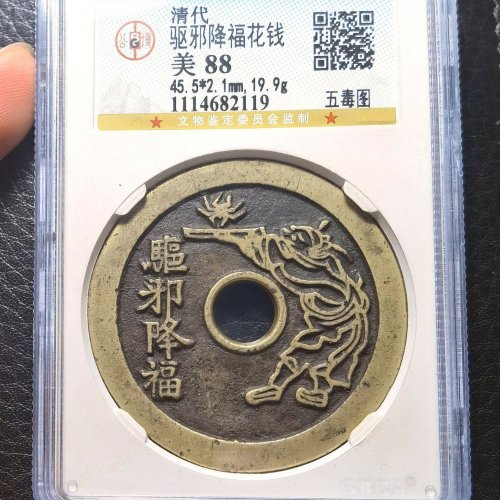 清代
驱邪降福花钱
美 88
45.5*2.1mm,19.9g
1114682119
五毒图
★ 文物鉴定委员会监制 ★
驅邪降福